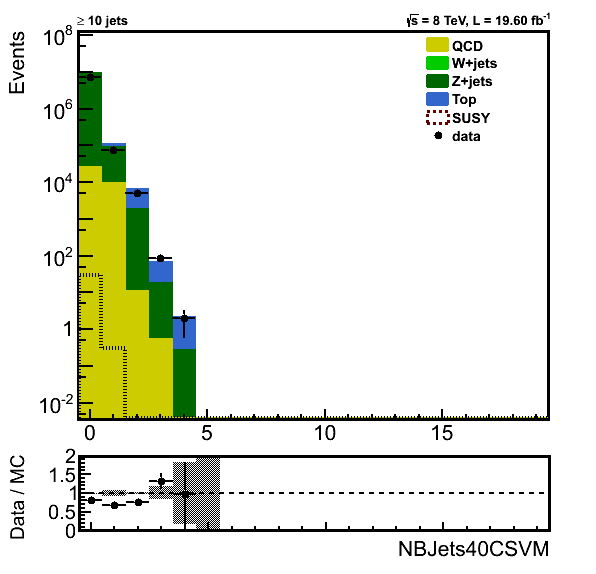 ≥ 10 jets
√s = 8 TeV, L = 19.60 fb⁻¹
Events
10⁸
10⁶
10⁴
10²
1
10⁻²
QCD
W+jets
Z+jets
Top
SUSY
data
0 5 10 15
Data / MC
2
1.5
1
0.5
0
NBJets40CSVM